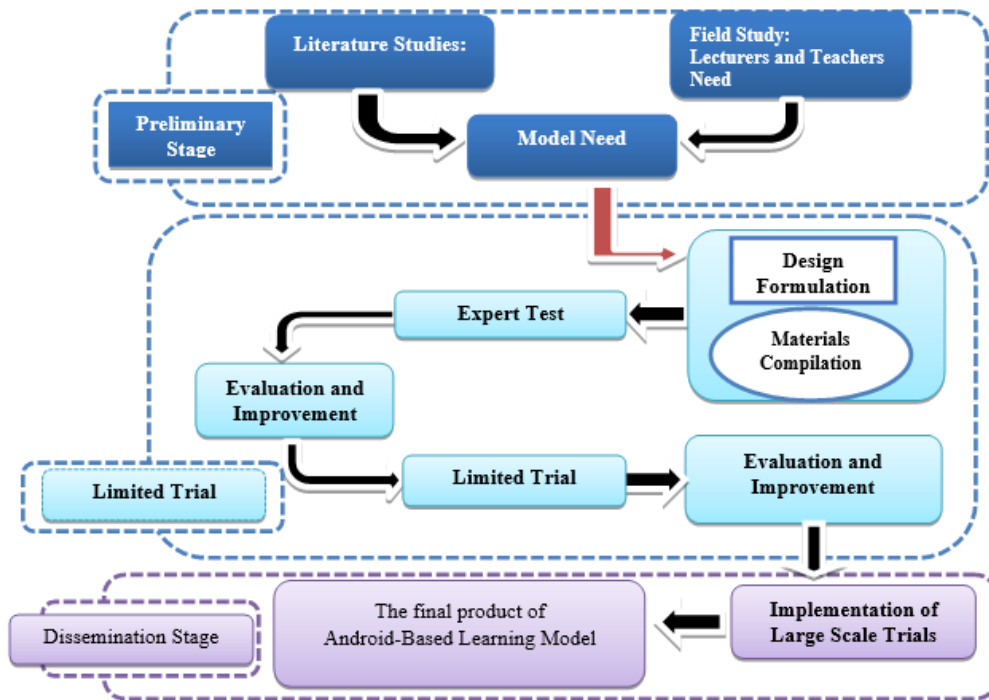 Literature Studies:
Field Study:
Lecturers and Teachers
Need
Preliminary
Stage
Model Need
Design
Formulation
Materials
Compilation
Expert Test
Evaluation and
Improvement
Limited Trial
Limited Trial
Evaluation and
Improvement
Dissemination Stage
The final product of
Android-Based Learning Model
Implementation of
Large Scale Trials